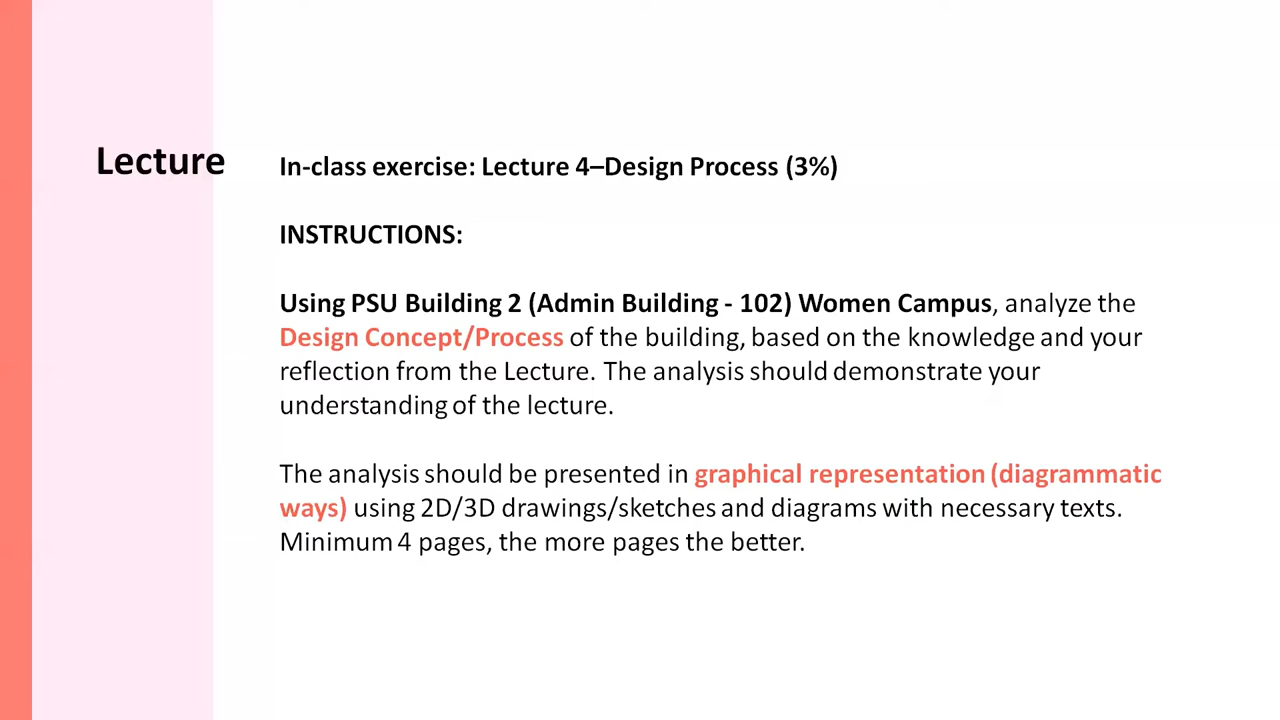 Lecture
In-class exercise: Lecture 4–Design Process (3%)
INSTRUCTIONS:
Using PSU Building 2 (Admin Building - 102) Women Campus, analyze the
Design Concept/Process of the building, based on the knowledge and your
reflection from the Lecture. The analysis should demonstrate your
understanding of the lecture.
The analysis should be presented in graphical representation (diagrammatic
ways) using 2D/3D drawings/sketches and diagrams with necessary texts.
Minimum 4 pages, the more pages the better.